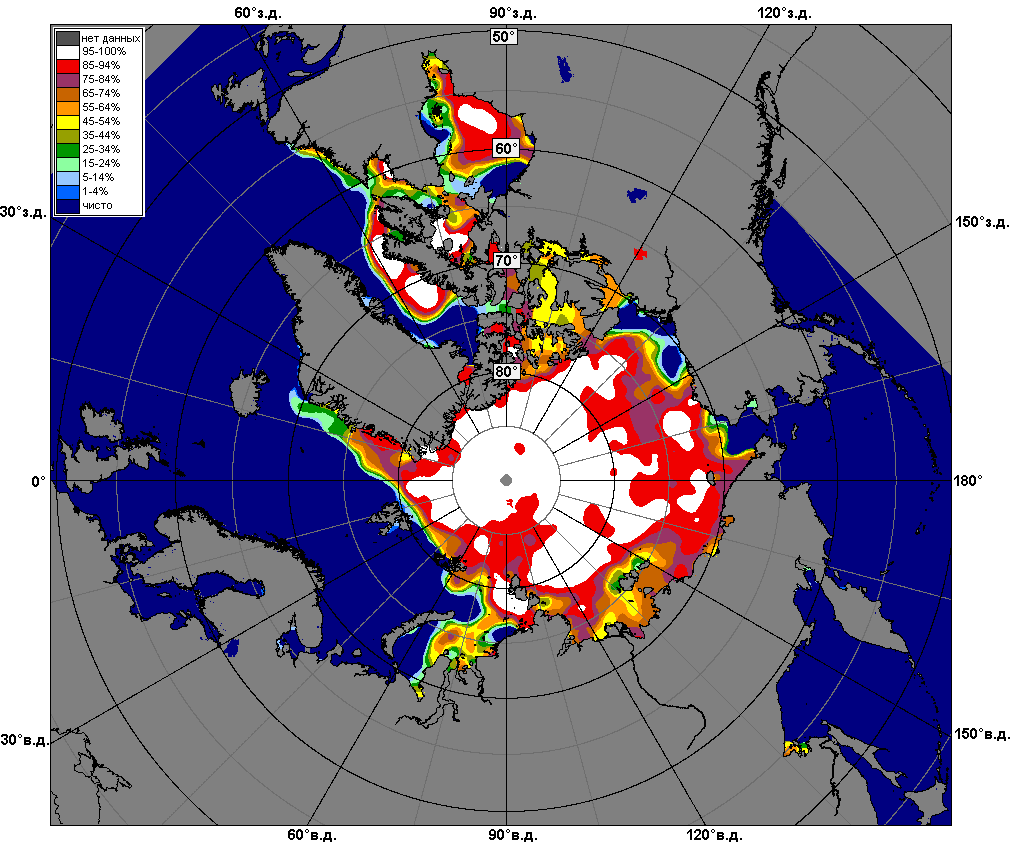 60°з.д.
90°з.д.
120°з.д.
50°
нет данных
95-100%
85-94%
75-84%
65-74%
55-64%
45-54%
35-44%
25-34%
15-24%
5-14%
1-4%
чисто
60°
30°з.д.
150°з.д.
70°
80°
0°
180°
30°в.д.
150°в.д.
60°в.д.
90°в.д.
120°в.д.